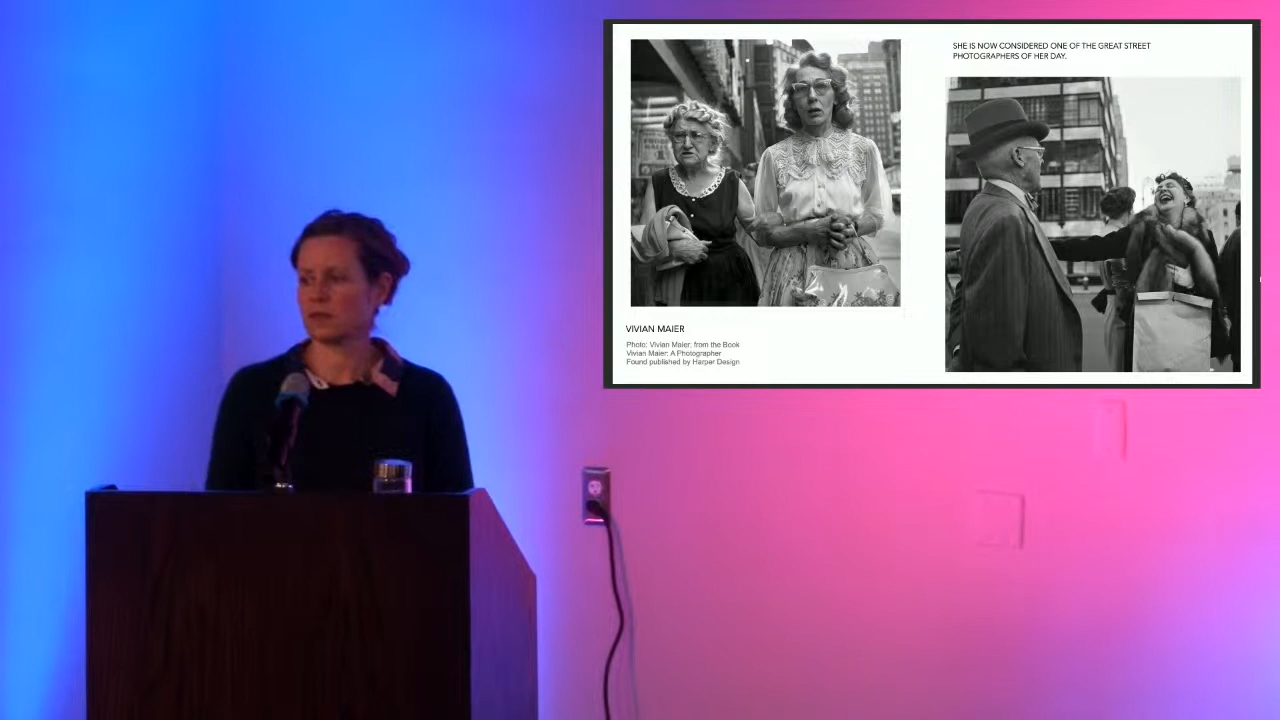 SHE IS NOW CONSIDERED ONE OF THE GREAT STREET
PHOTOGRAPHERS OF HER DAY.
VIVIAN MAIER
Photo: Vivian Maier: from the Book
Vivian Maier: A Photographer
Found published by Harper Design